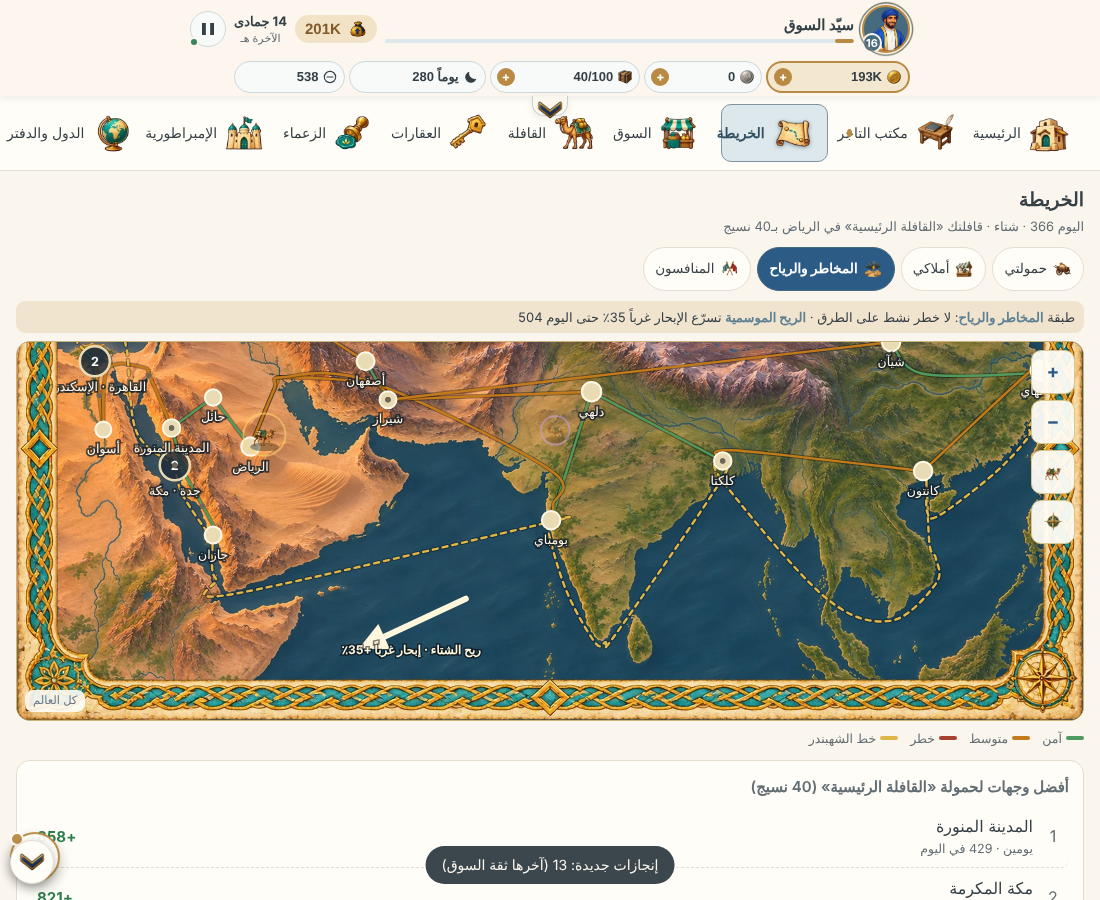 سيّد السوق
16
201K
14 جمادى
الآخرة هـ
193K
0
40/100
280 يوماً
538
الرئيسية
مكتب التاجر
الخريطة
السوق
القافلة
العقارات
الزعماء
الإمبراطورية
الدول والدفتر
الخريطة
اليوم 366 · شتاء · قافلتك «القافلة الرئيسية» في الرياض بـ40 نسيج
حمولتي
أملاكي
المخاطر والرياح
المنافسون
طبقة المخاطر والرياح: لا خطر نشط على الطرق · الريح الموسمية تسرّع الإبحار غرباً 35٪ حتى اليوم 504
+
−
شيآن
2
القاهرة · الإسكندر
أصفهان
شيراز
دلهي
حائل
أسوان
المدينة المنورة
الرياض
2
جدة · مكة
كلكتا
كانتون
بومباي
جازان
ريح الشتاء · إبحار غرباً +35٪
كل العالم
آمن
متوسط
خطر
خط الشهبندر
أفضل وجهات لحمولة «القافلة الرئيسية» (40 نسيج)
1
المدينة المنورة
يومين · 429 في اليوم
+858
إنجازات جديدة: 13 (آخرها ثقة السوق)
2
مكة المكرمة
+821